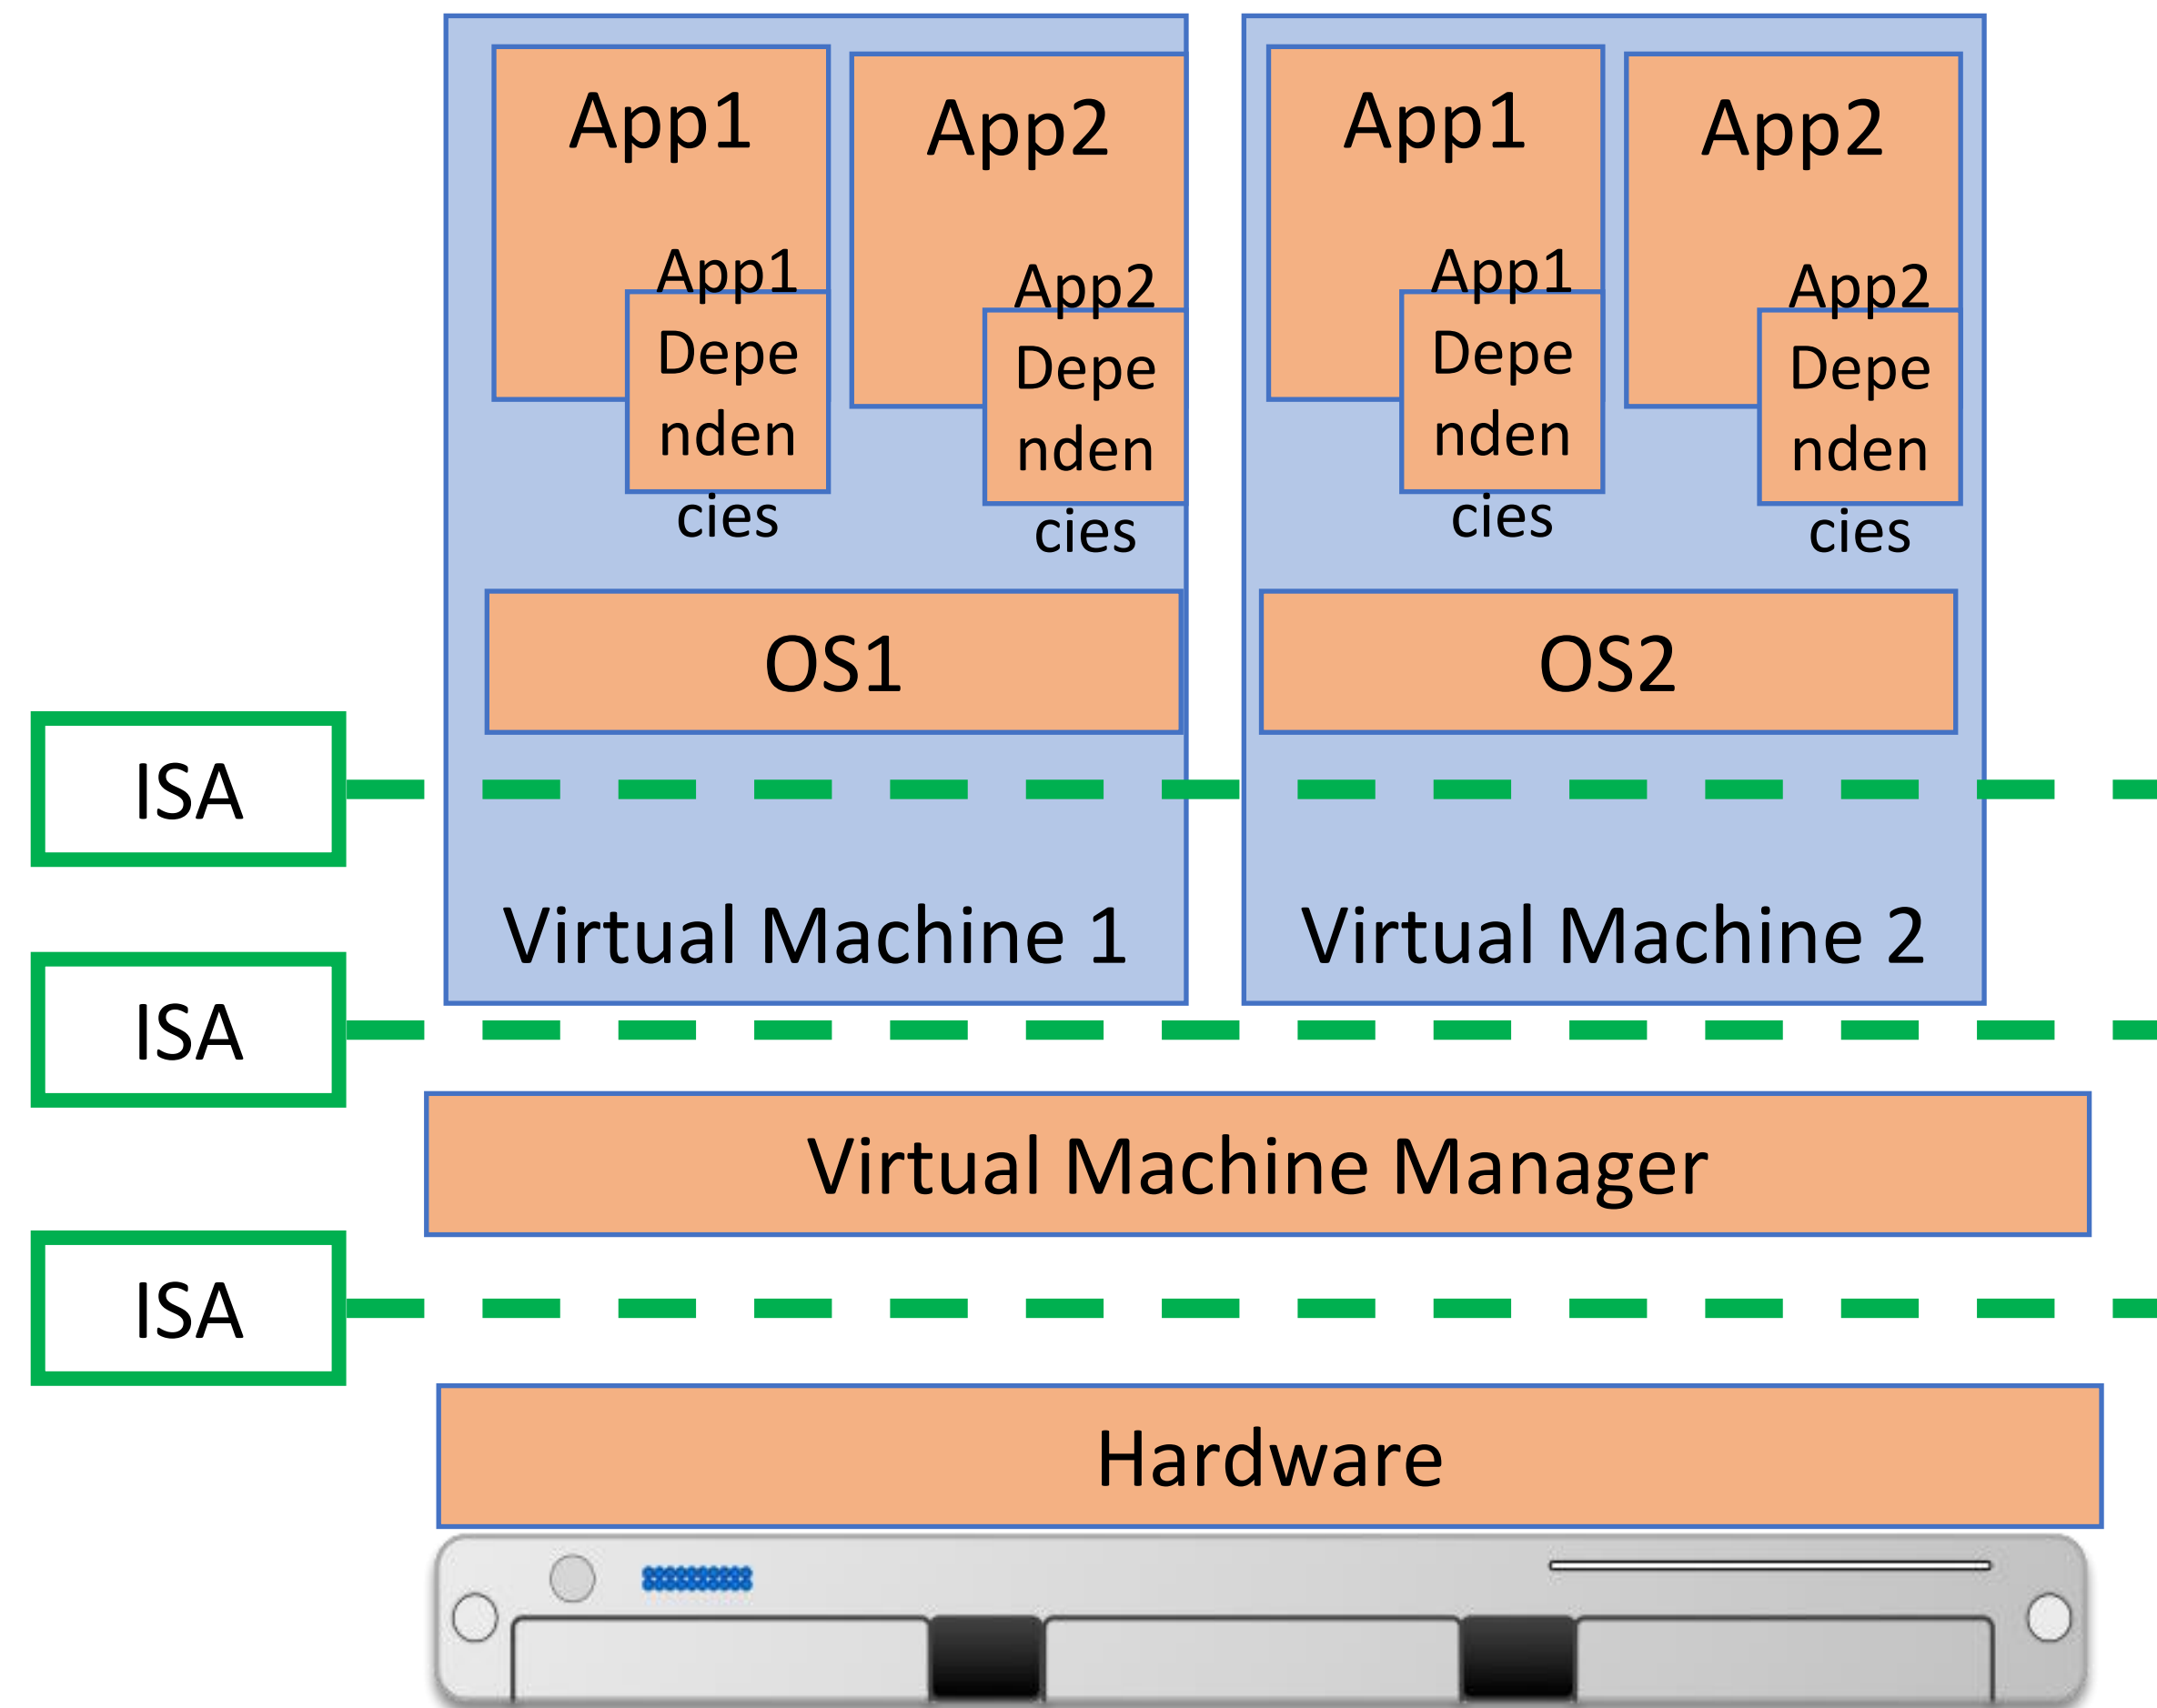 App1
App2
App1
App2
App1
Depe
nden
cies
App2
Depe
nden
cies
App1
Depe
nden
cies
App2
Depe
nden
cies
OS1
OS2
ISA
Virtual Machine 1
Virtual Machine 2
ISA
Virtual Machine Manager
ISA
Hardware